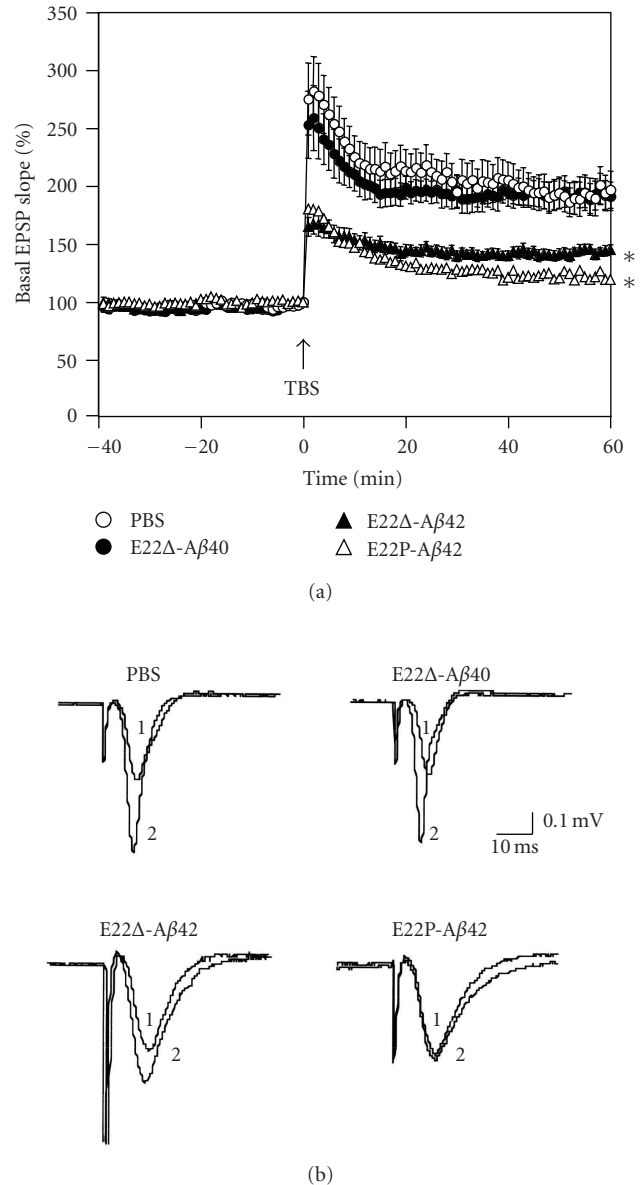 350
300
250
200
150
100
50
0
Basal EPSP slope (%)
*
*
TBS
−40 −20 0 20 40 60
Time (min)
PBS E22Δ-Aβ42
E22Δ-Aβ40 E22P-Aβ42
(a)
PBS E22Δ-Aβ40
1 1
2 2
0.1 mV
10 ms
E22Δ-Aβ42 E22P-Aβ42
1 1
2 2
(b)